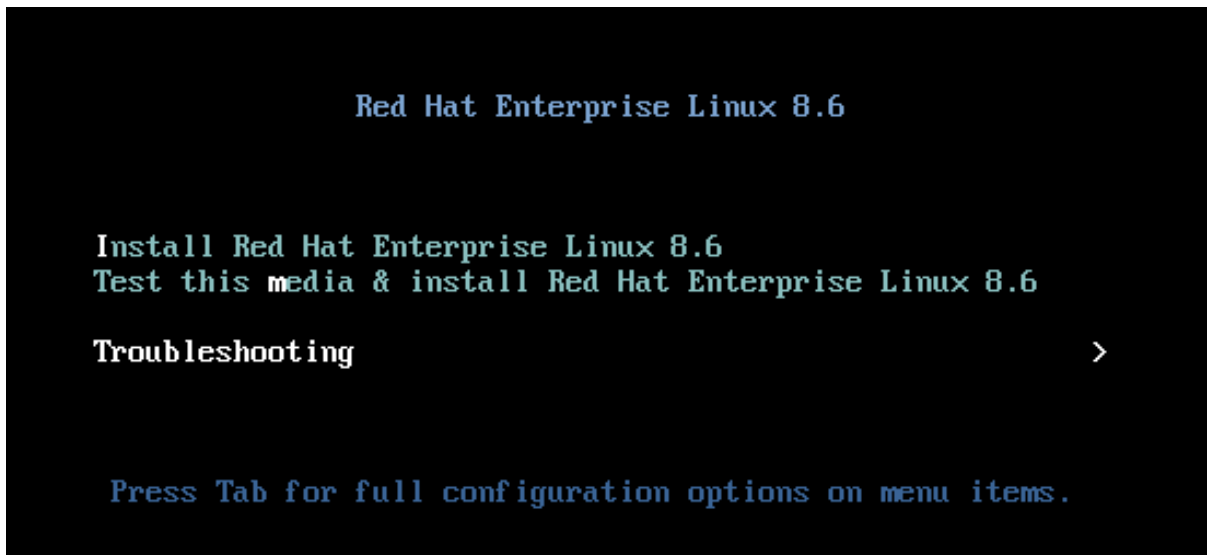 Red Hat Enterprise Linux 8.6
Install Red Hat Enterprise Linux 8.6
Test this media & install Red Hat Enterprise Linux 8.6
Troubleshooting >
Press Tab for full configuration options on menu items.